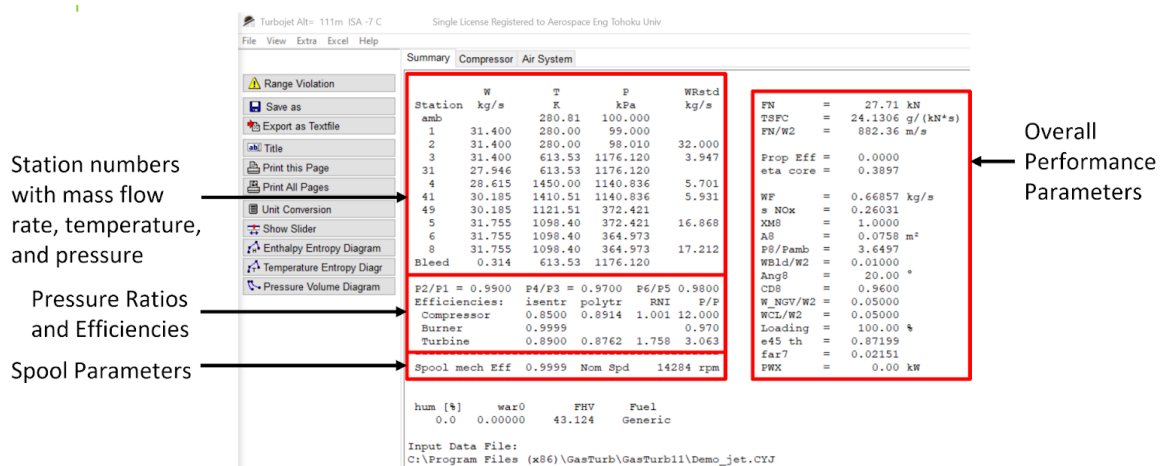 Turbojet Alt= 111m ISA -7 C Single License Registered to Aerospace Eng Tohoku Univ
File View Extra Excel Help
Summary Compressor Air System
Range Violation
Save as
Export as Textfile
Title
Print this Page
Print All Pages
Unit Conversion
Show Slider
Enthalpy Entropy Diagram
Temperature Entropy Diagr
Pressure Volume Diagram
Station numbers
with mass flow
rate, temperature,
and pressure
Pressure Ratios
and Efficiencies
Spool Parameters
W T P WRstd
Station kg/s K kPa kg/s
amb 280.81 100.000
1 31.400 280.00 99.000
2 31.400 280.00 98.010 32.000
3 31.400 613.53 1176.120 3.947
31 27.946 613.53 1176.120
4 28.615 1450.00 1140.836 5.701
41 30.185 1410.51 1140.836 5.931
49 30.185 1121.51 372.421
5 31.755 1098.40 372.421 16.868
6 31.755 1098.40 364.973
8 31.755 1098.40 364.973 17.212
Bleed 0.314 613.53 1176.120
P2/P1 = 0.9900 P4/P3 = 0.9700 P6/P5 0.9800
Efficiencies: isentr polytr RNI P/P
Compressor 0.8500 0.8914 1.001 12.000
Burner 0.9999 0.970
Turbine 0.8900 0.8762 1.758 3.063
Spool mech Eff 0.9999 Nom Spd 14284 rpm
hum [%] war0 FHV Fuel
0.0 0.00000 43.124 Generic
Input Data File:
C:\Program Files (x86)\GasTurb\GasTurb11\Demo_jet.CYJ
FN = 27.71 kN
TSFC = 24.1306 g/(kN*s)
FN/W2 = 882.36 m/s
Prop Eff = 0.0000
eta core = 0.3897
WF = 0.66857 kg/s
s NOx = 0.26031
XM8 = 1.0000
A8 = 0.0758 m²
P8/Pamb = 3.6497
WBld/W2 = 0.01000
Ang8 = 20.00 °
CD8 = 0.9600
W_NGV/W2 = 0.05000
WCL/W2 = 0.05000
Loading = 100.00 %
e45 th = 0.87199
far7 = 0.02151
PWX = 0.00 kW
Overall
Performance
Parameters